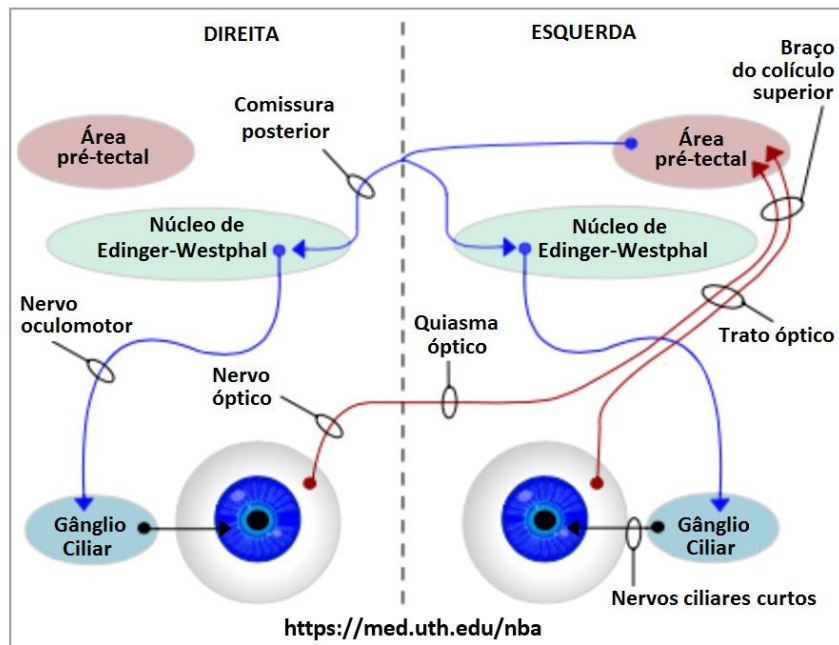 DIREITA
ESQUERDA
Braço
do colículo
superior
Comissura
posterior
Área
pré-tectal
Área
pré-tectal
Núcleo de
Edinger-Westphal
Núcleo de
Edinger-Westphal
Nervo
oculomotor
Quiasma
óptico
Trato óptico
Nervo
óptico
Gânglio
Ciliar
Gânglio
Ciliar
Nervos ciliares curtos
https://med.uth.edu/nba